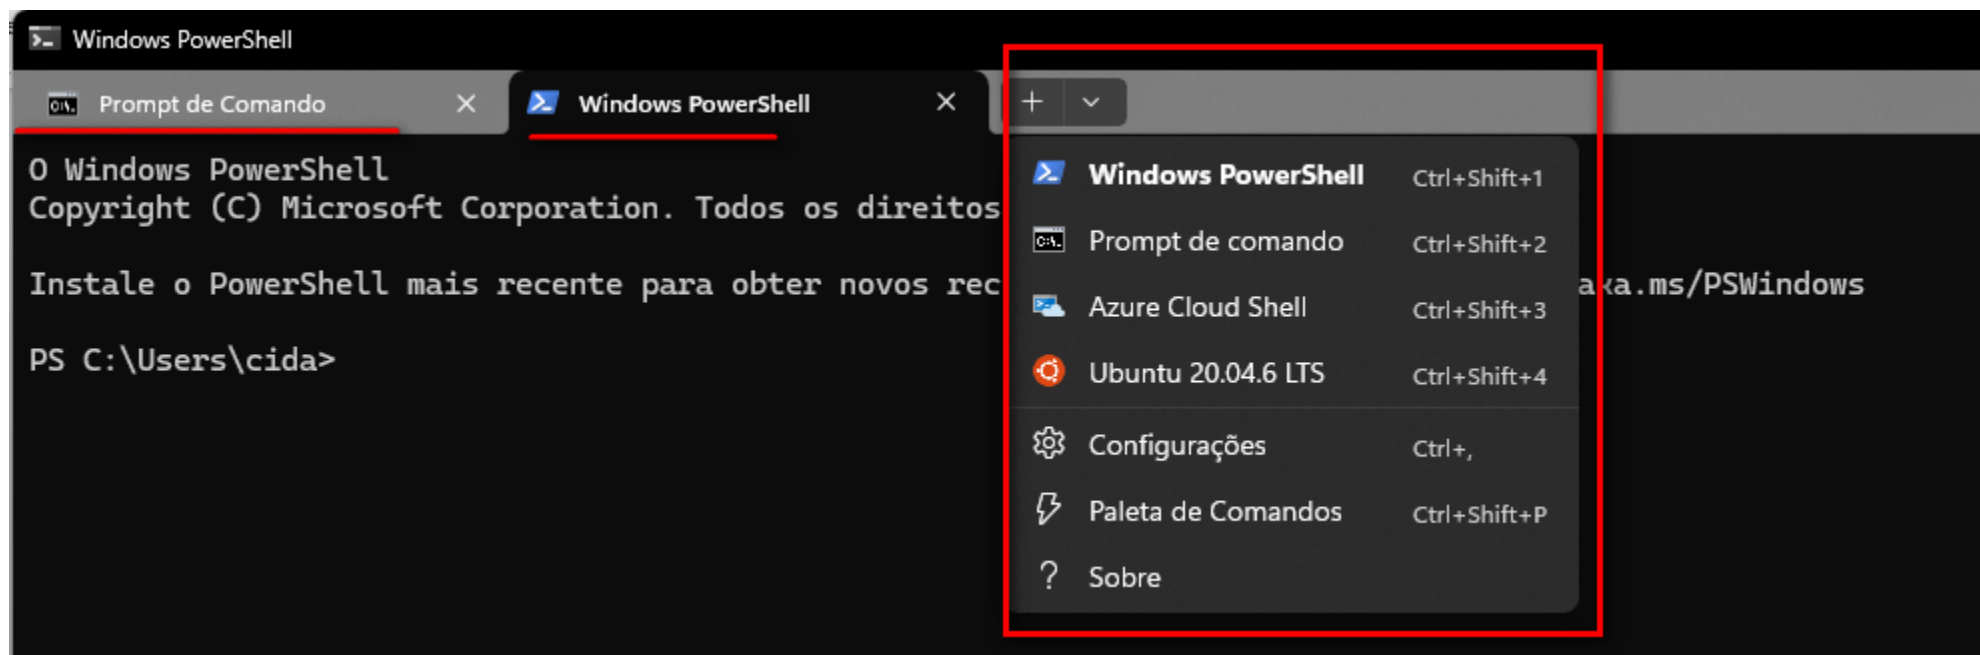 Windows PowerShell
Prompt de Comando
Windows PowerShell
O Windows PowerShell
Copyright (C) Microsoft Corporation. Todos os direitos
Instale o PowerShell mais recente para obter novos rec aka.ms/PSWindows
PS C:\Users\cida>
Windows PowerShell Ctrl+Shift+1
Prompt de comando Ctrl+Shift+2
Azure Cloud Shell Ctrl+Shift+3
Ubuntu 20.04.6 LTS Ctrl+Shift+4
Configurações Ctrl+,
Paleta de Comandos Ctrl+Shift+P
Sobre